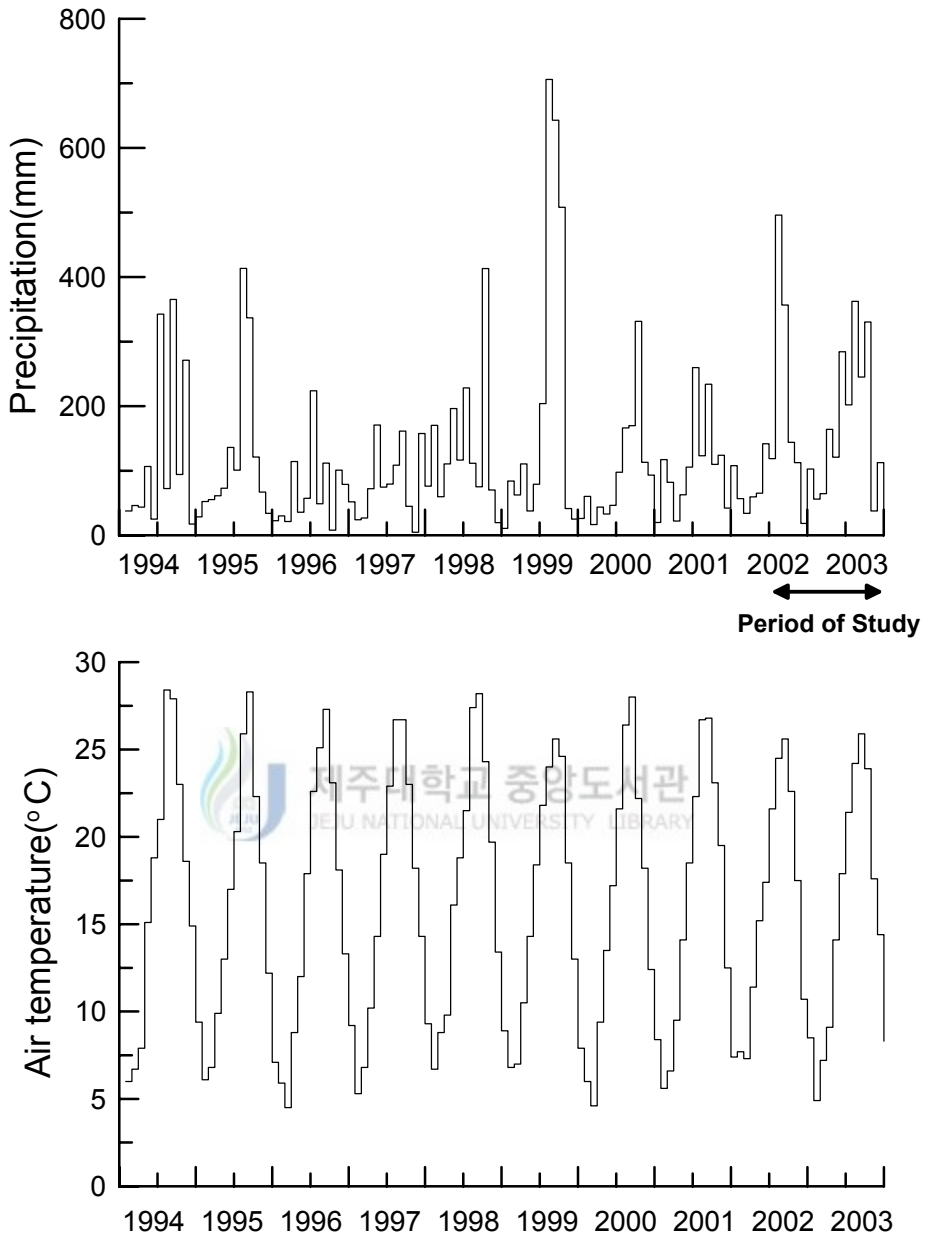 800
600
400
200
0
Precipitation(mm)
1994 1995 1996 1997 1998 1999 2000 2001 2002 2003
Period of Study
30
25
20
15
10
5
0
Air temperature(°C)
제주대학교 중앙도서관
JEJU NATIONAL UNIVERSITY LIBRARY
JEJU
1994 1995 1996 1997 1998 1999 2000 2001 2002 2003